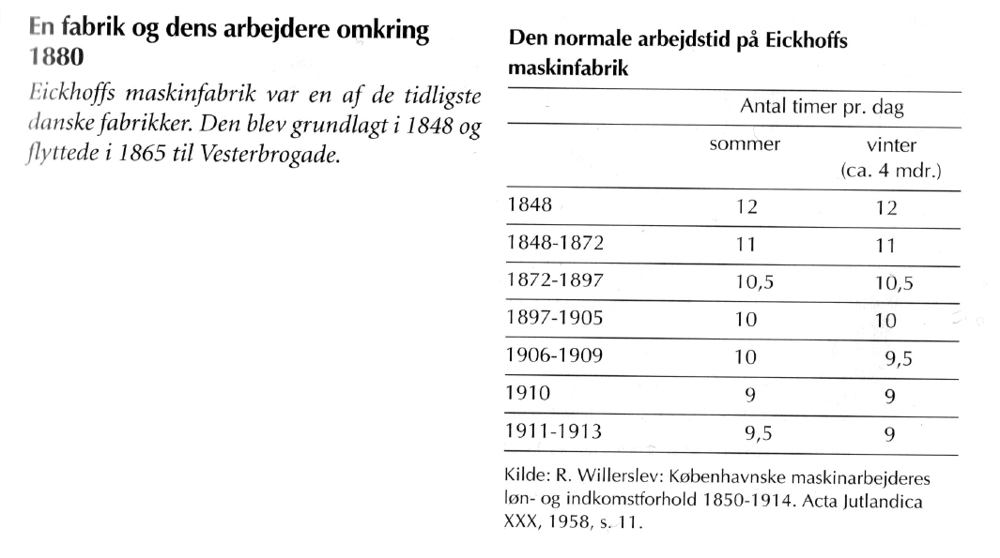 En fabrik og dens arbejdere omkring
1880
Eickhoffs maskinfabrik var en af de tidligste
danske fabrikker. Den blev grundlagt i 1848 og
flyttede i 1865 til Vesterbrogade.
Den normale arbejdstid på Eickhoffs
maskinfabrik
Antal timer pr. dag
sommer vinter
(ca. 4 mdr.)
1848 12 12
1848-1872 11 11
1872-1897 10,5 10,5
1897-1905 10 10
1906-1909 10 9,5
1910 9 9
1911-1913 9,5 9
Kilde: R. Willerslev: Københavnske maskinarbejderes
løn- og indkomstforhold 1850-1914. Acta Jutlandica
XXX, 1958, s. 11.